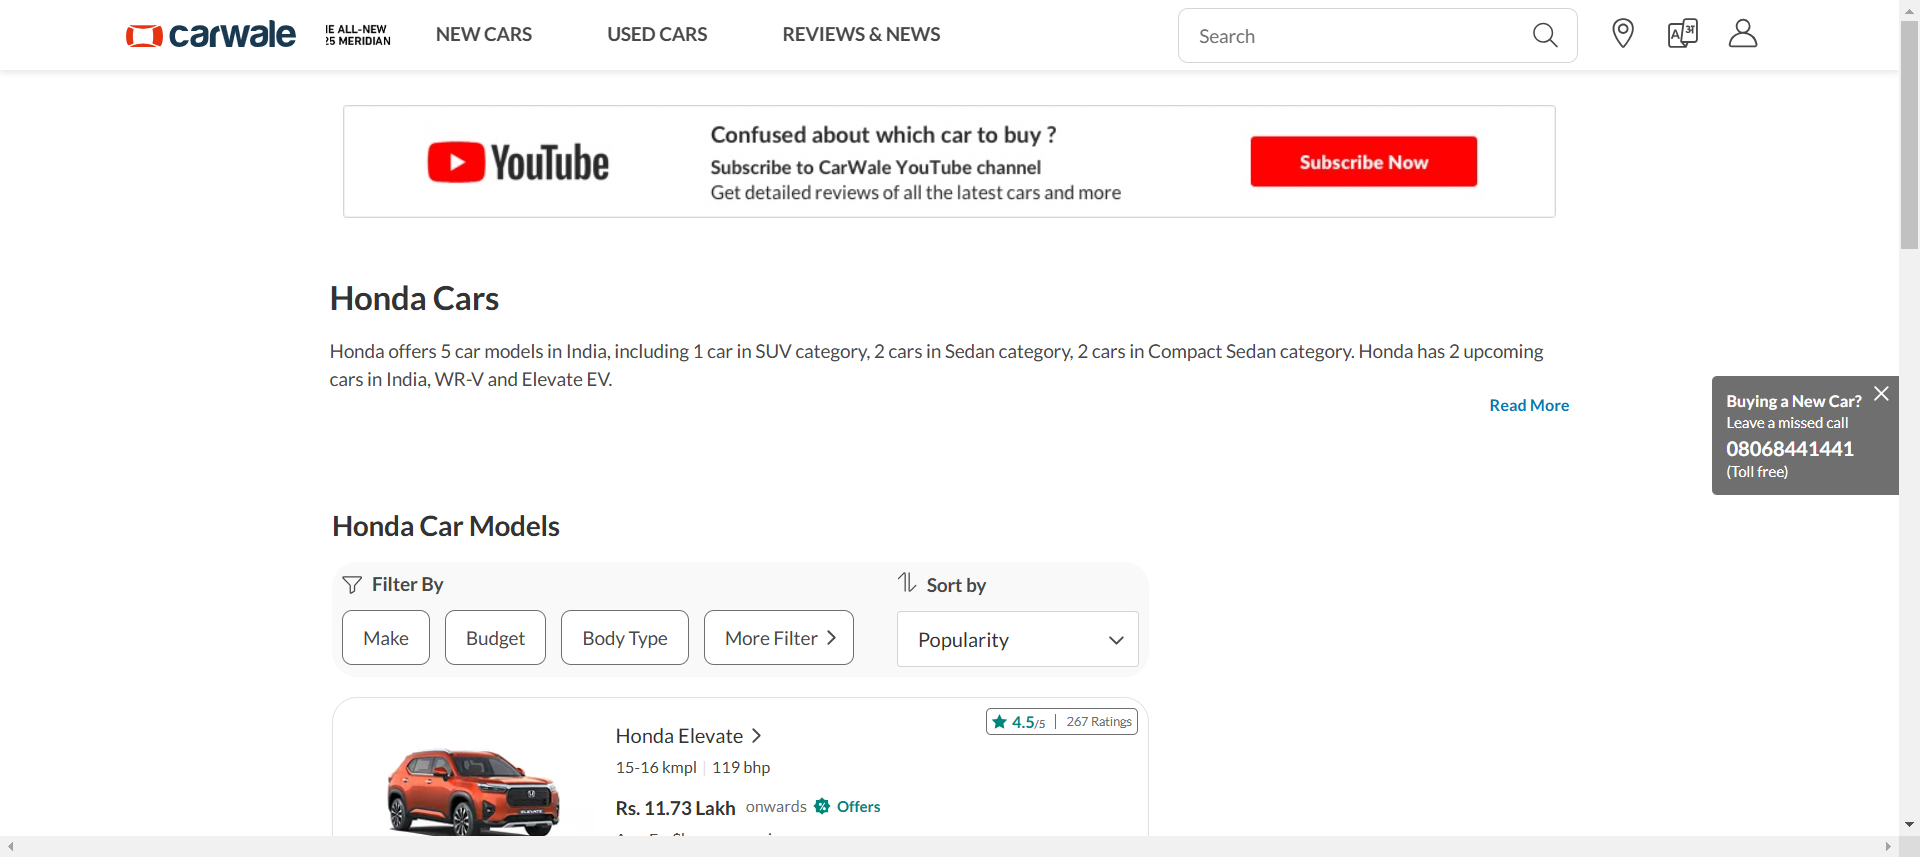 carwale
IE ALL-NEW
25 MERIDIAN
NEW CARS
USED CARS
REVIEWS & NEWS
Search
YouTube
Confused about which car to buy ?
Subscribe to CarWale YouTube channel
Get detailed reviews of all the latest cars and more
Subscribe Now
Honda Cars
Honda offers 5 car models in India, including 1 car in SUV category, 2 cars in Sedan category, 2 cars in Compact Sedan category. Honda has 2 upcoming
cars in India, WR-V and Elevate EV.
Read More
Buying a New Car?
Leave a missed call
08068441441
(Toll free)
Honda Car Models
Filter By
Make
Budget
Body Type
More Filter
Sort by
Popularity
4.5/5 | 267 Ratings
Honda Elevate
15-16 kmpl | 119 bhp
Rs. 11.73 Lakh onwards Offers